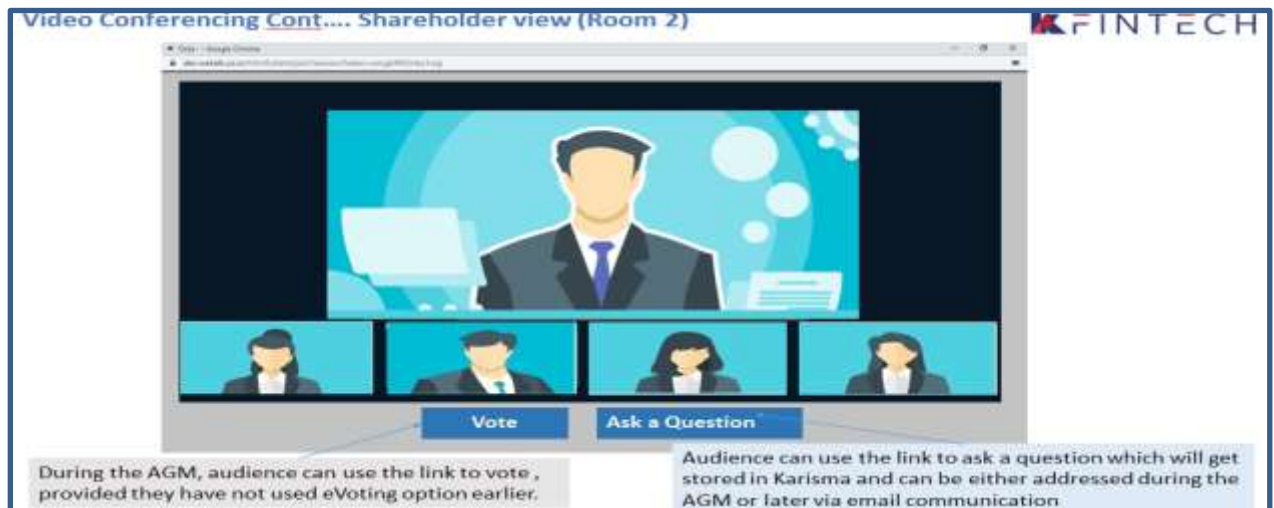 Video Conferencing Cont.... Shareholder view (Room 2)
KFINTECH
Vote
Ask a Question
During the AGM, audience can use the link to vote ,
provided they have not used eVoting option earlier.
Audience can use the link to ask a question which will get
stored in Karisma and can be either addressed during the
AGM or later via email communication